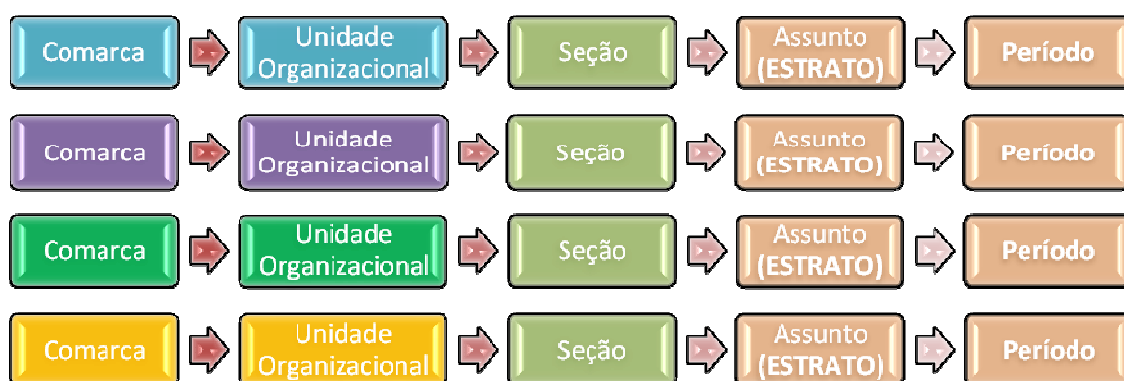 Comarca
Unidade
Organizacional
Seção
Assunto
(ESTRATO)
Período
Comarca
Unidade
Organizacional
Seção
Assunto
(ESTRATO)
Período
Comarca
Unidade
Organizacional
Seção
Assunto
(ESTRATO)
Período
Comarca
Unidade
Organizacional
Seção
Assunto
(ESTRATO)
Período